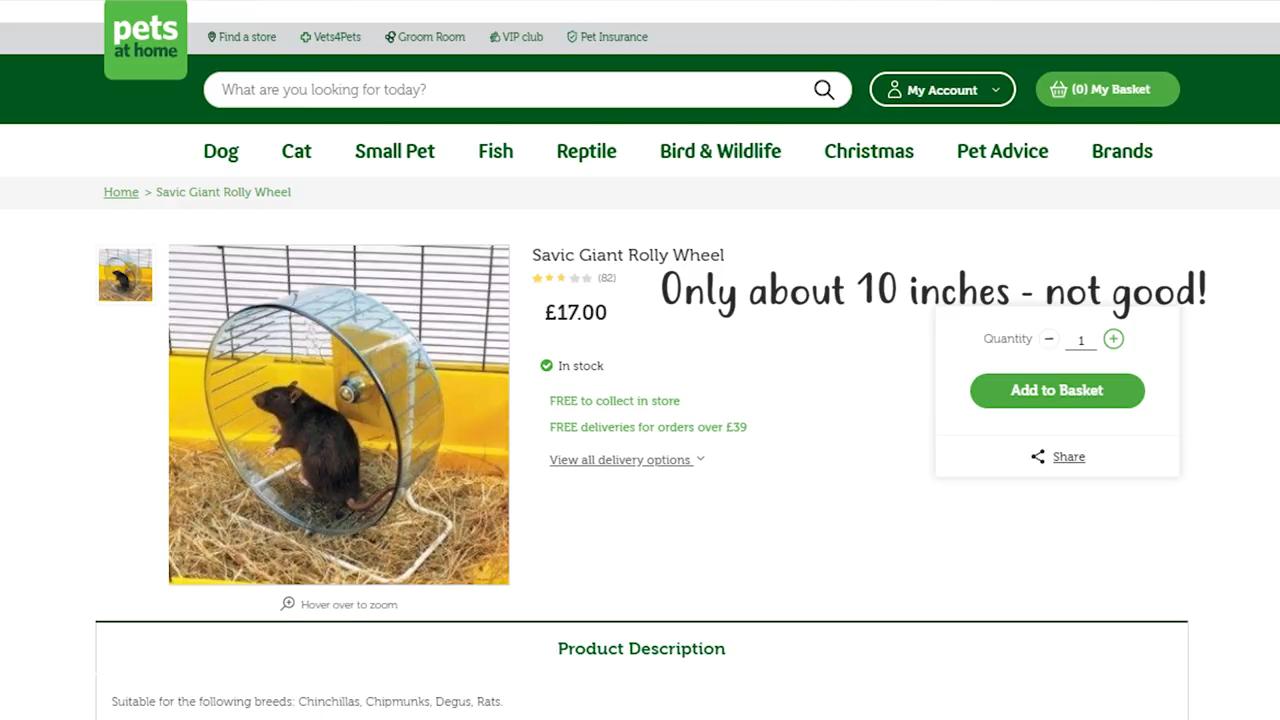 pets
at home
Find a store
Vets4Pets
Groom Room
VIP club
Pet Insurance
What are you looking for today?
My Account
(0) My Basket
Dog
Cat
Small Pet
Fish
Reptile
Bird & Wildlife
Christmas
Pet Advice
Brands
Home > Savic Giant Rolly Wheel
Savic Giant Rolly Wheel
(82)
Only about 10 inches - not good!
£17.00
Quantity
1
In stock
Add to Basket
FREE to collect in store
FREE deliveries for orders over £39
View all delivery options
Share
Hover over to zoom
Product Description
Suitable for the following breeds: Chinchillas, Chipmunks, Degus, Rats.